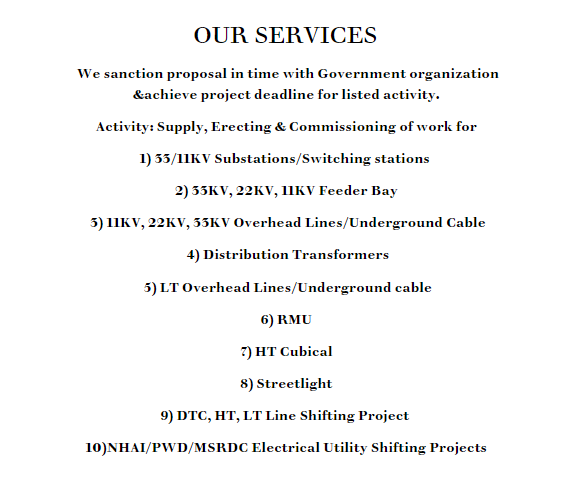 OUR SERVICES
We sanction proposal in time with Government organization
&achieve project deadline for listed activity.
Activity: Supply, Erecting & Commissioning of work for
1) 33/11KV Substations/Switching stations
2) 33KV, 22KV, 11KV Feeder Bay
3) 11KV, 22KV, 33KV Overhead Lines/Underground Cable
4) Distribution Transformers
5) LT Overhead Lines/Underground cable
6) RMU
7) HT Cubical
8) Streetlight
9) DTC, HT, LT Line Shifting Project
10)NHAI/PWD/MSRDC Electrical Utility Shifting Projects